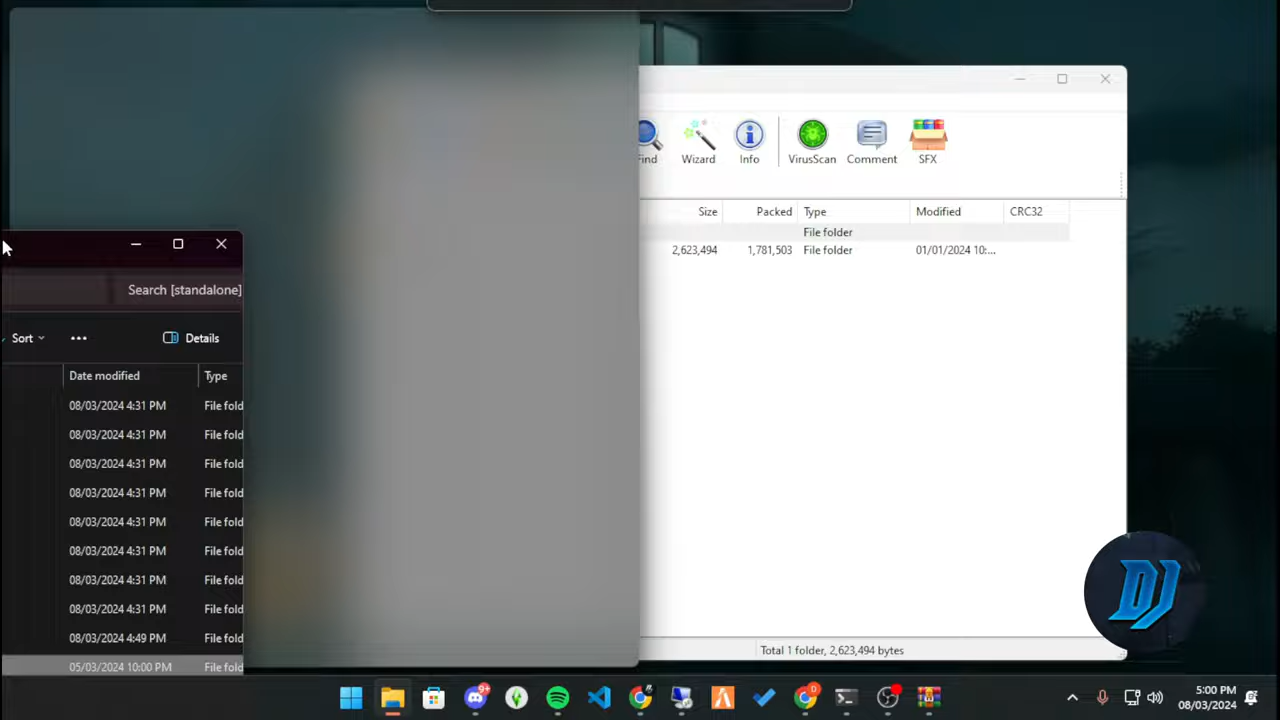 Find Wizard Info VirusScan Comment SFX
Size Packed Type Modified CRC32
File folder
2,623,494 1,781,503 File folder 01/01/2024 10:...
Total 1 folder, 2,623,494 bytes
Search [standalone]
Sort ••• Details
Date modified Type
08/03/2024 4:31 PM File fold
08/03/2024 4:31 PM File fold
08/03/2024 4:31 PM File fold
08/03/2024 4:31 PM File fold
08/03/2024 4:31 PM File fold
08/03/2024 4:31 PM File fold
08/03/2024 4:31 PM File fold
08/03/2024 4:31 PM File fold
08/03/2024 4:49 PM File fold
05/03/2024 10:00 PM File fold
DJ
9+
D
5:00 PM
08/03/2024